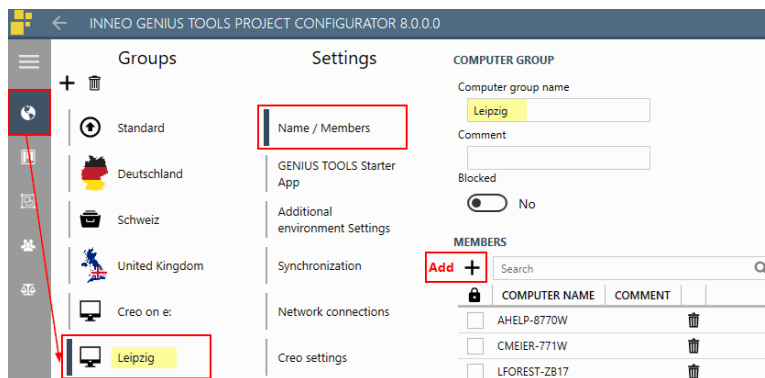 INNEO GENIUS TOOLS PROJECT CONFIGURATOR 8.0.0.0
Groups
Settings
COMPUTER GROUP
Computer group name
Leipzig
Comment
Blocked
No
MEMBERS
Add
Search
COMPUTER NAME COMMENT
AHELP-8770W
CMEIER-771W
LFOREST-ZB17
Standard
Deutschland
Schweiz
United Kingdom
Creo on e:
Leipzig
Name / Members
GENIUS TOOLS Starter
App
Additional
environment Settings
Synchronization
Network connections
Creo settings